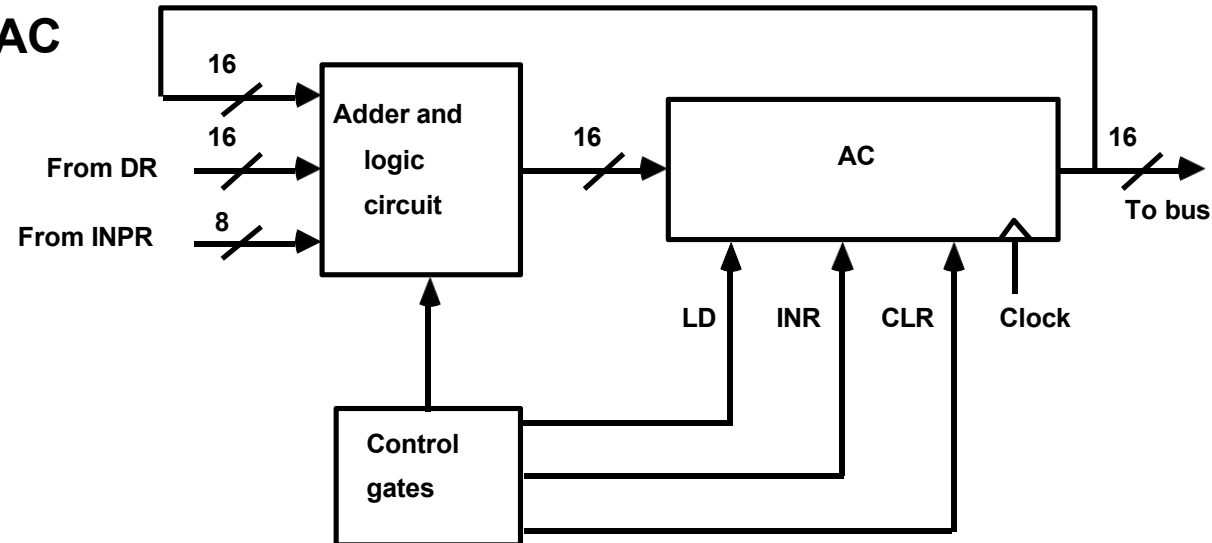 AC
16
16
From DR
8
From INPR
Adder and
logic
circuit
16
AC
16
To bus
LD
INR
CLR
Clock
Control
gates